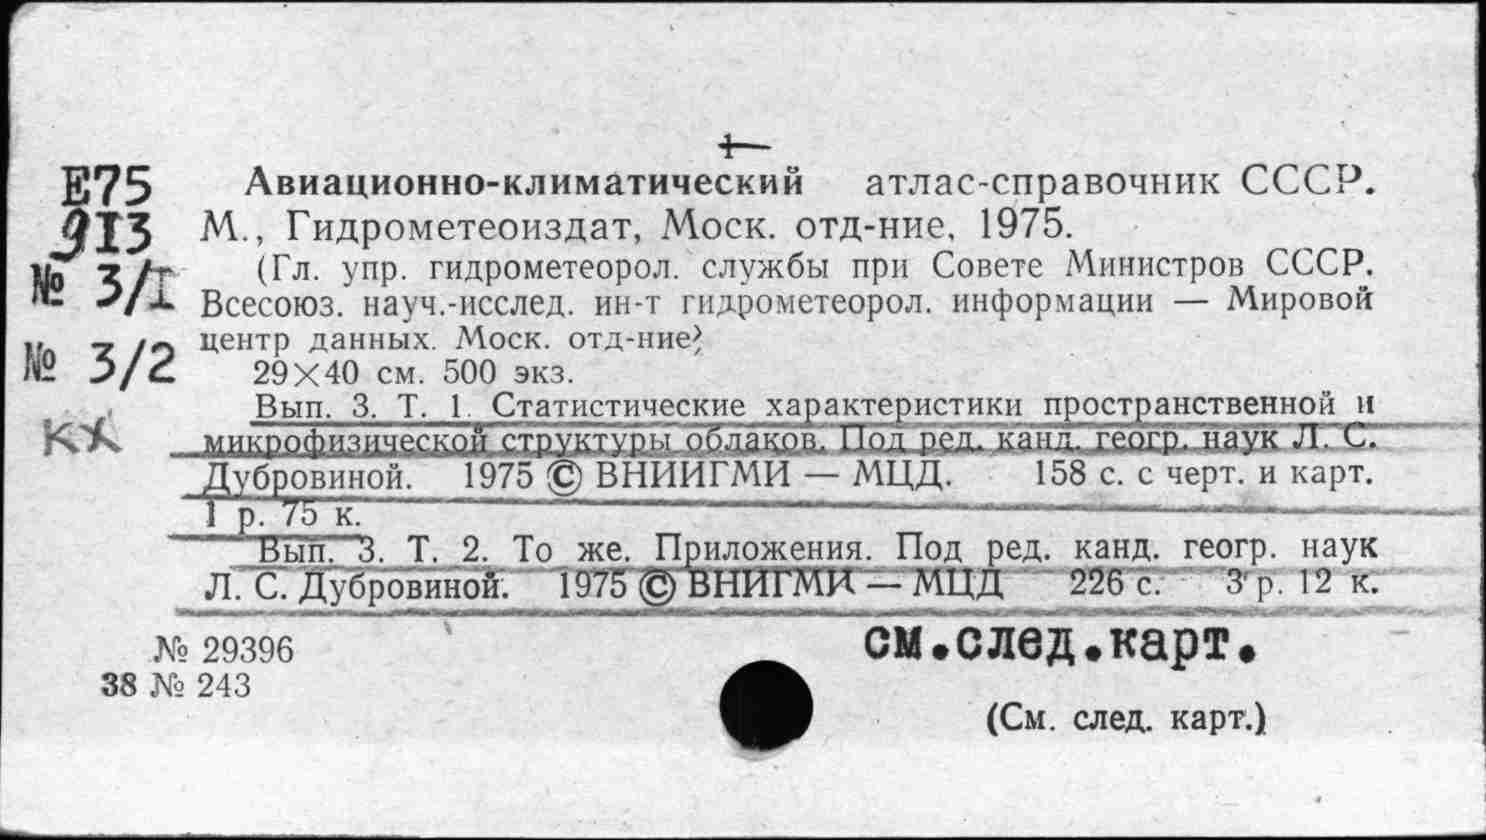 Е75
913
№ 3/1
№ 3/2
КХ
Авиационно-климатический атлас-справочник СССР.
М., Гидрометеоиздат, Моск. отд-ние, 1975.
(Гл. упр. гидрометеорол. службы при Совете Министров СССР.
Всесоюз. науч.-исслед. ин-т гидрометеорол. информации — Мировой
центр данных. Моск. отд-ние)
29×40 см. 500 экз.
Вып. 3. Т. 1. Статистические характеристики пространственной и
микрофизической структуры облаков. Под ред. канд. геогр. наук Л. С.
Дубровиной. 1975 © ВНИИГМИ — МЦД. 158 с. с черт. и карт.
1 р. 75 к.
Вып. 3. Т. 2. То же. Приложения. Под ред. канд. геогр. наук
Л. С. Дубровиной. 1975 © ВНИГМИ — МЦД 226 с. 3 р. 12 к.
№ 29396
38 № 243
см.след.карт.
(См. след. карт.)